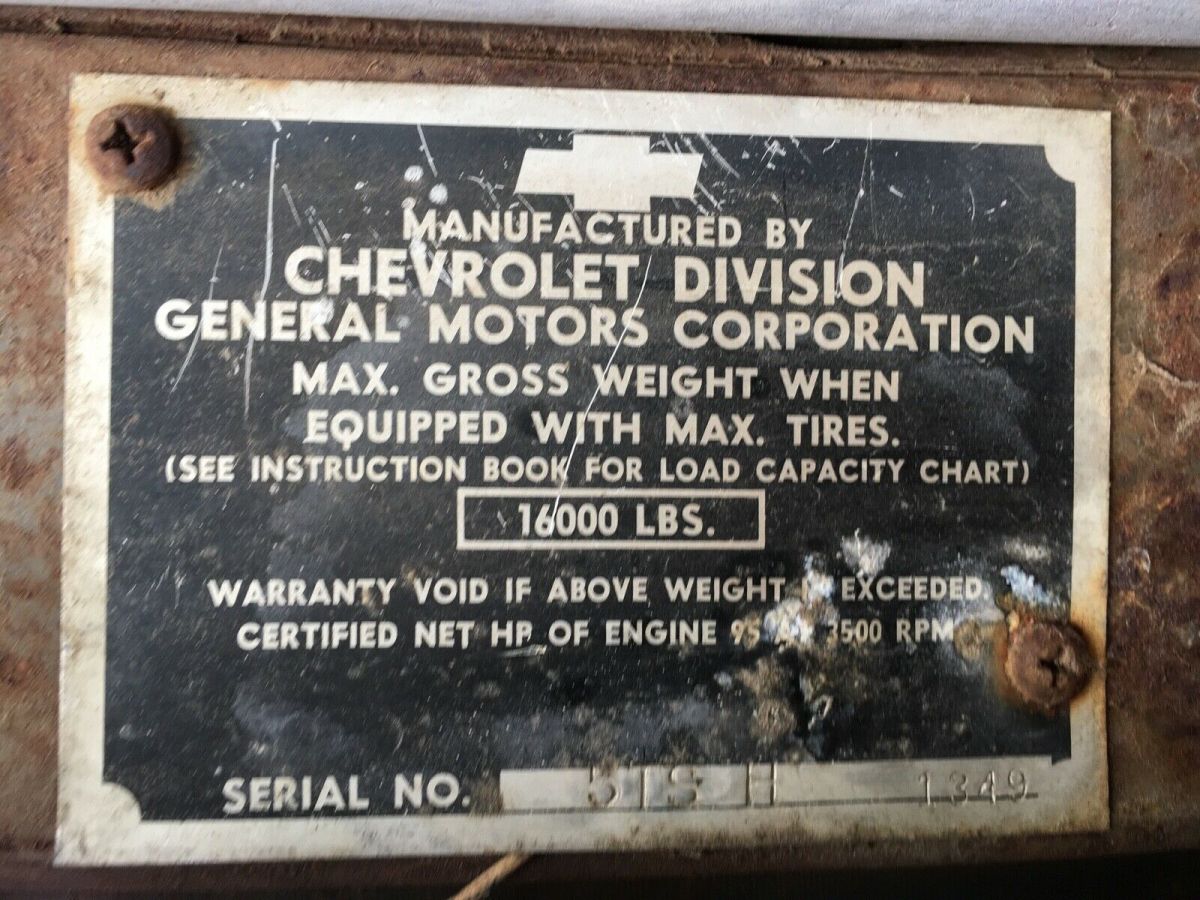 MANUFACTURED BY
CHEVROLET DIVISION
GENERAL MOTORS CORPORATION
MAX. GROSS WEIGHT WHEN
EQUIPPED WITH MAX. TIRES.
(SEE INSTRUCTION BOOK FOR LOAD CAPACITY CHART)
16000 LBS.
WARRANTY VOID IF ABOVE WEIGHT EXCEEDED.
CERTIFIED NET HP OF ENGINE 95 3500 RPM
SERIAL NO. 5TSH 1349